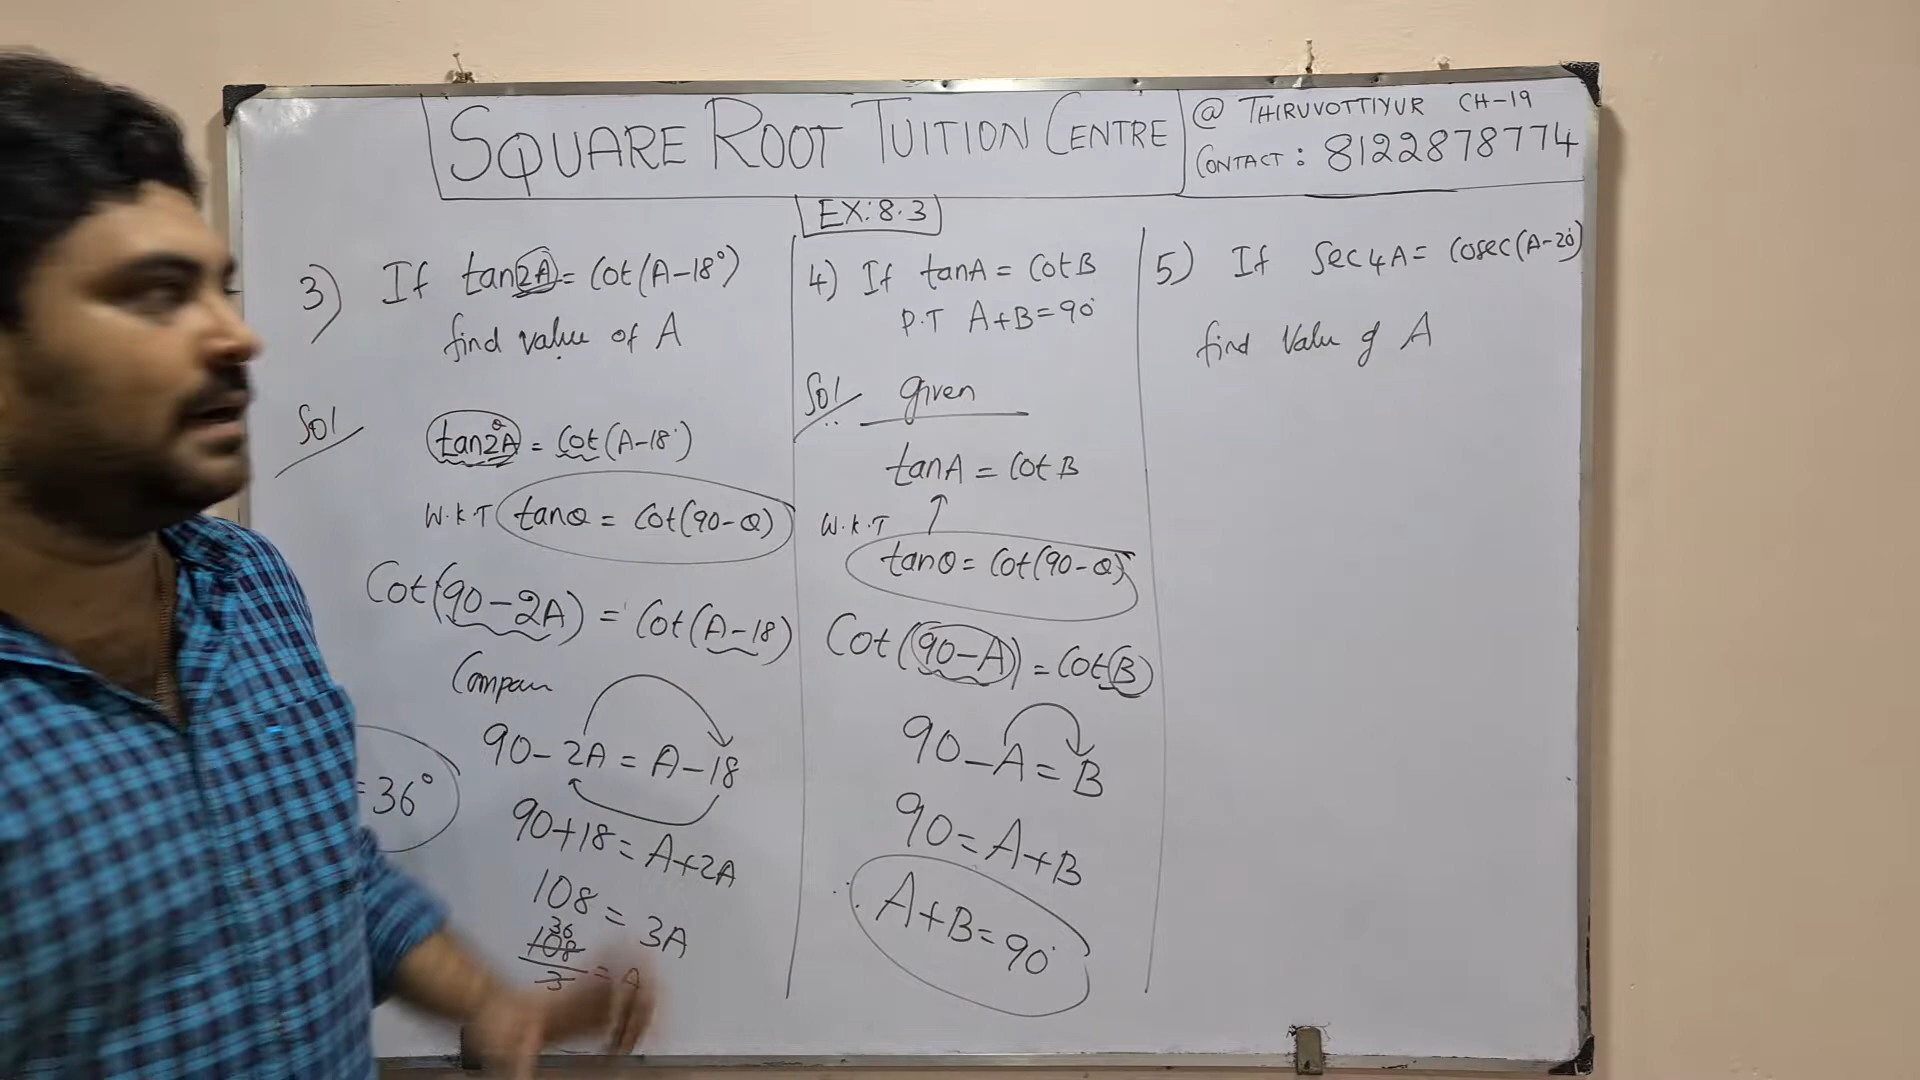 SQUARE ROOT TUITION CENTRE
@ THIRUVOTTIYUR CH-19
CONTACT : 8122878774
EX: 8.3
3) If tan2A = Cot(A-18°)
find value of A
Sol
tan2A = Cot(A-18°)
θ
W.K.T tanθ = Cot(90-θ)
Cot(90-2A) = Cot(A-18)
90-2A = A-18
90+18 = A+2A
108 = 3A
36
108
3
= A
=36°
4) If tanA = CotB
P.T A+B=90°
Sol given
tanA = CotB
W.K.T
tanθ = Cot(90-θ)
Cot(90-A) = CotB
90-A = B
90 = A+B
∴ A+B=90°
5) If Sec4A = Cosec(A-20°)
find Value of A